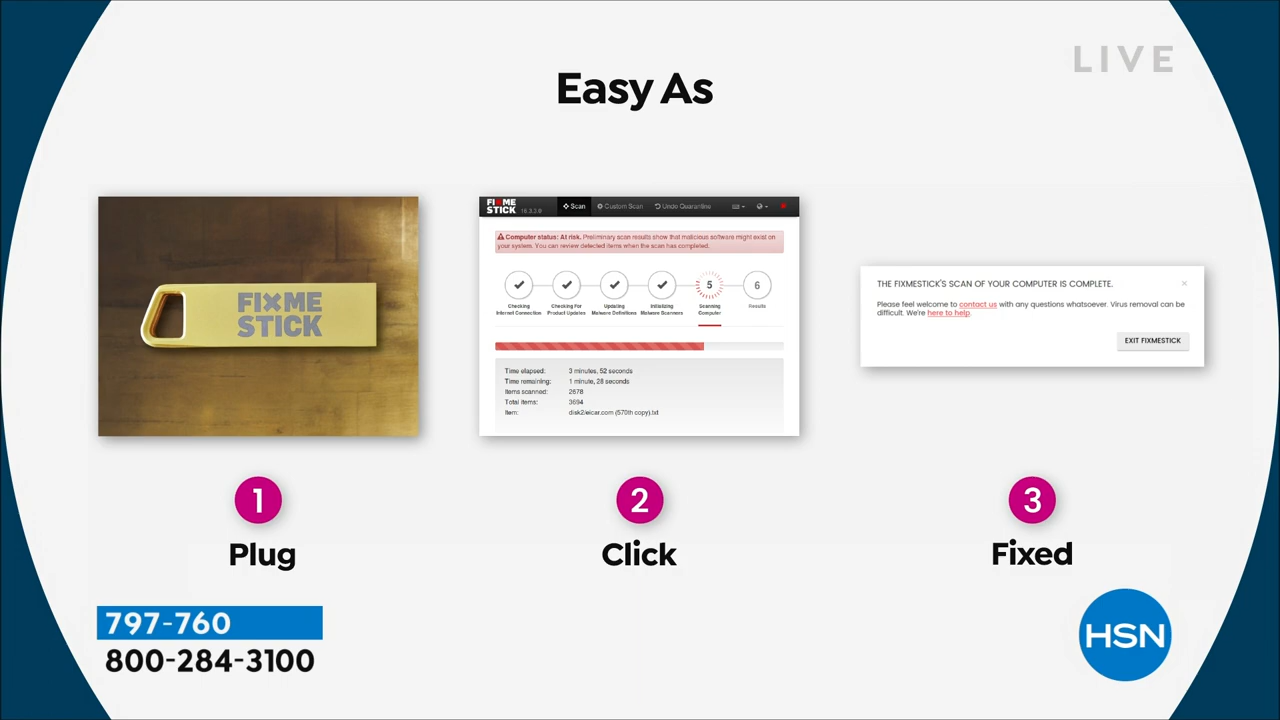 LIVE
Easy As
FIXME
STICK
FIXME
STICK
Scan
Custom Scan
Undo Quarantine
Computer status: At risk. Preliminary scan results show that malicious software might exist on
your system. You can review detected items when the scan has completed.
5
6
Checking
Internet Connection
Checking For
Product Updates
Updating
Malware Definitions
Initializing
Malware Scanners
Scanning
Computer
Results
Time elapsed: 3 minutes, 52 seconds
Time remaining: 1 minute, 28 seconds
Items scanned: 2678
Total items: 3694
Item: disk2/eicar.com (570th copy).txt
THE FIXMESTICK'S SCAN OF YOUR COMPUTER IS COMPLETE.
Please feel welcome to contact us with any questions whatsoever. Virus removal can be
difficult. We're here to help.
EXIT FIXMESTICK
1
2
3
Plug
Click
Fixed
797-760
800-284-3100
HSN